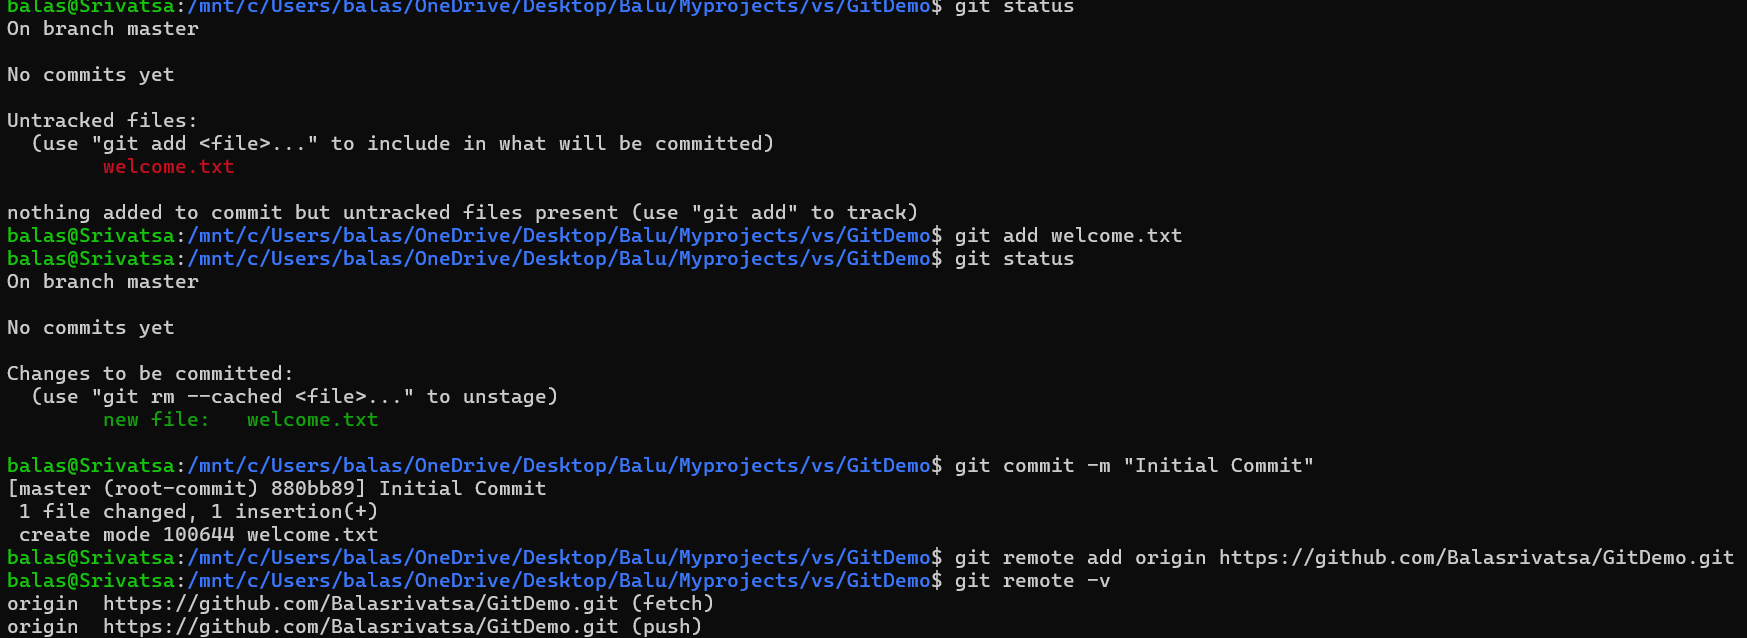 balas@Srivatsa:/mnt/c/Users/balas/OneDrive/Desktop/Balu/Myprojects/vs/GitDemo$ git status
On branch master
No commits yet
Untracked files:
  (use "git add <file>..." to include in what will be committed)
        welcome.txt
nothing added to commit but untracked files present (use "git add" to track)
balas@Srivatsa:/mnt/c/Users/balas/OneDrive/Desktop/Balu/Myprojects/vs/GitDemo$ git add welcome.txt
balas@Srivatsa:/mnt/c/Users/balas/OneDrive/Desktop/Balu/Myprojects/vs/GitDemo$ git status
On branch master
No commits yet
Changes to be committed:
  (use "git rm --cached <file>..." to unstage)
        new file:   welcome.txt
balas@Srivatsa:/mnt/c/Users/balas/OneDrive/Desktop/Balu/Myprojects/vs/GitDemo$ git commit -m "Initial Commit"
[master (root-commit) 880bb89] Initial Commit
 1 file changed, 1 insertion(+)
 create mode 100644 welcome.txt
balas@Srivatsa:/mnt/c/Users/balas/OneDrive/Desktop/Balu/Myprojects/vs/GitDemo$ git remote add origin https://github.com/Balasrivatsa/GitDemo.git
balas@Srivatsa:/mnt/c/Users/balas/OneDrive/Desktop/Balu/Myprojects/vs/GitDemo$ git remote -v
origin  https://github.com/Balasrivatsa/GitDemo.git (fetch)
origin  https://github.com/Balasrivatsa/GitDemo.git (push)